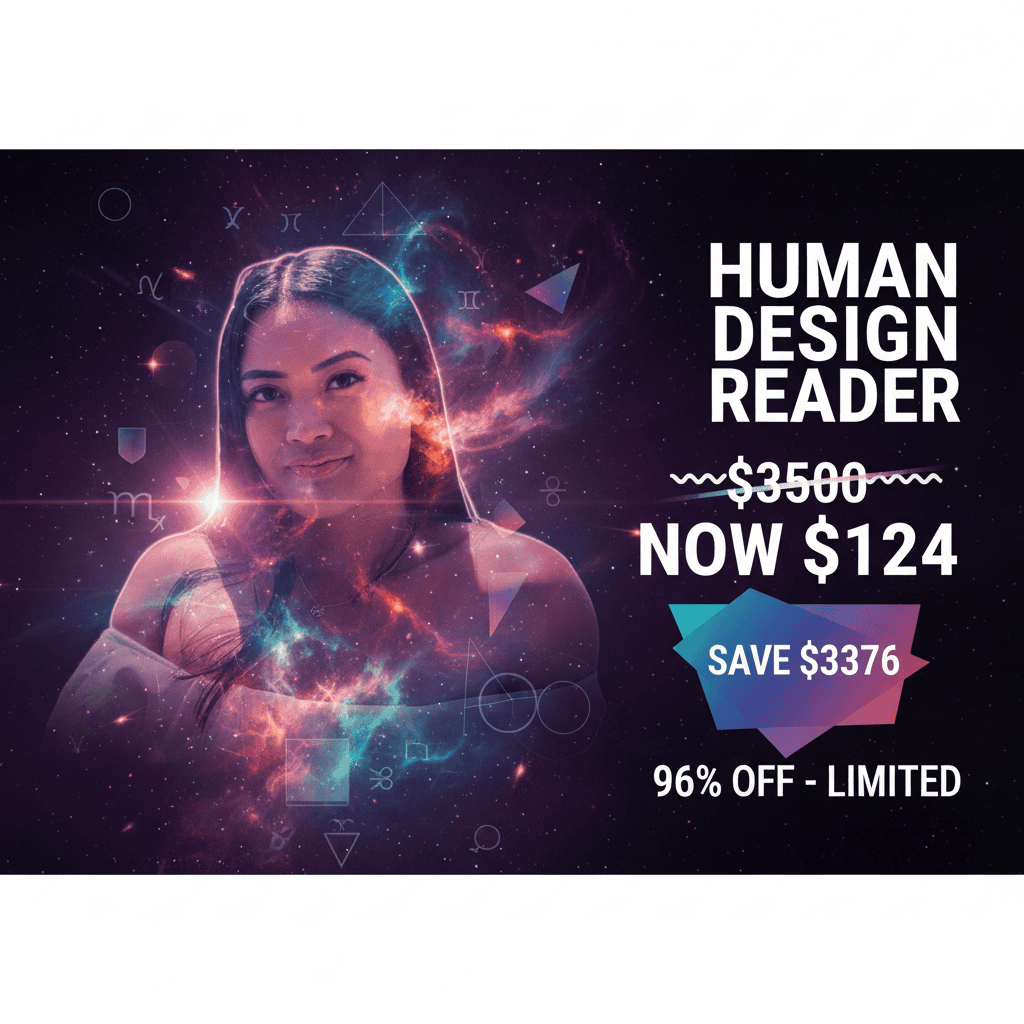 HUMAN
DESIGN
READER
$3500
NOW $124
SAVE $3376
96% OFF - LIMITED